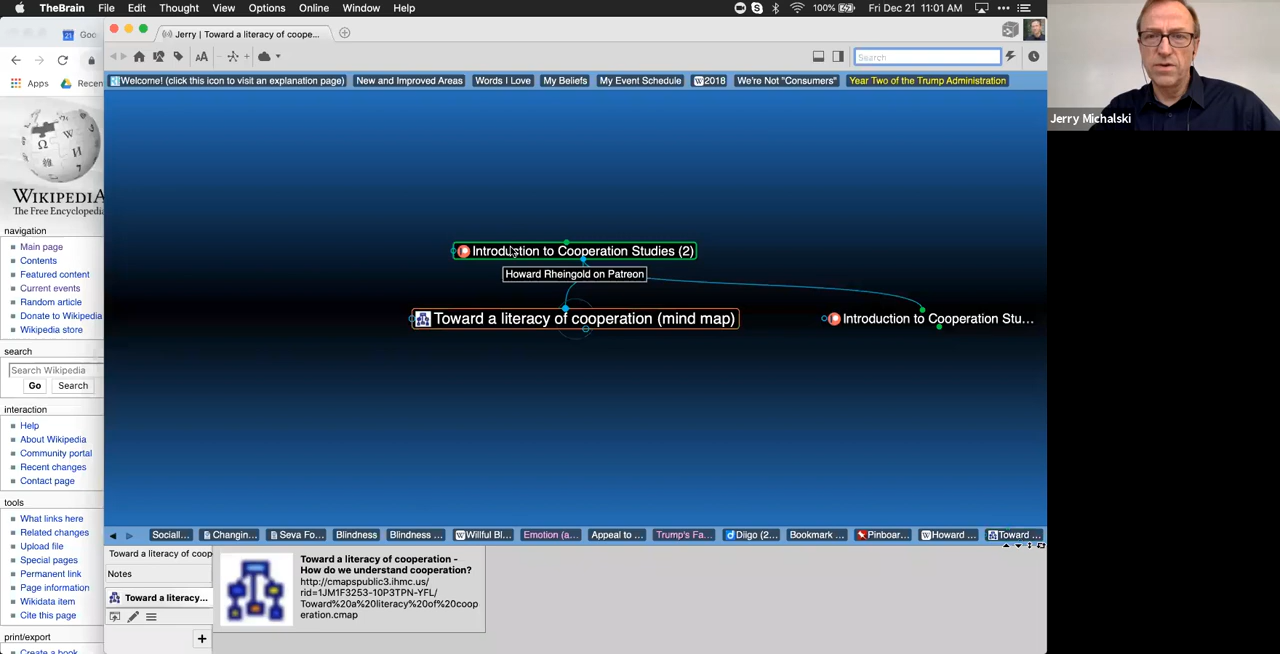 TheBrain File Edit Thought View Options Online Window Help
100% Fri Dec 21 11:01 AM
21 Goo
Jerry | Toward a literacy of coope...
AA
Search
Apps Recen
Welcome! (click this icon to visit an explanation page) New and Improved Areas Words I Love My Beliefs My Event Schedule 2018 We're Not "Consumers" Year Two of the Trump Administration
Jerry Michalski
WIKIPEDIA
The Free Encyclopedia
navigation
Main page
Contents
Featured content
Current events
Random article
Donate to Wikipedia
Wikipedia store
search
Search Wikipedia
Go Search
interaction
Help
About Wikipedia
Community portal
Recent changes
Contact page
tools
What links here
Related changes
Upload file
Special pages
Permanent link
Page information
Wikidata item
Cite this page
print/export
Create a book
Introduction to Cooperation Studies (2)
Howard Rheingold on Patreon
Toward a literacy of cooperation (mind map)
Introduction to Cooperation Stu...
Sociall... Changin... Seva Fo... Blindness Blindness ... Willful Bl... Emotion (a... Appeal to ... Trump's Fa... Diigo (2... Bookmark ... Pinboar... Howard ... Toward ...
Toward a literacy of coop
Notes
Toward a literacy...
Toward a literacy of cooperation -
How do we understand cooperation?
http://cmapspublic3.ihmc.us/
rid=1JM1F3253-10P3TPN-YFL/
Toward%20a%20literacy%20of%20coop
eration.cmap